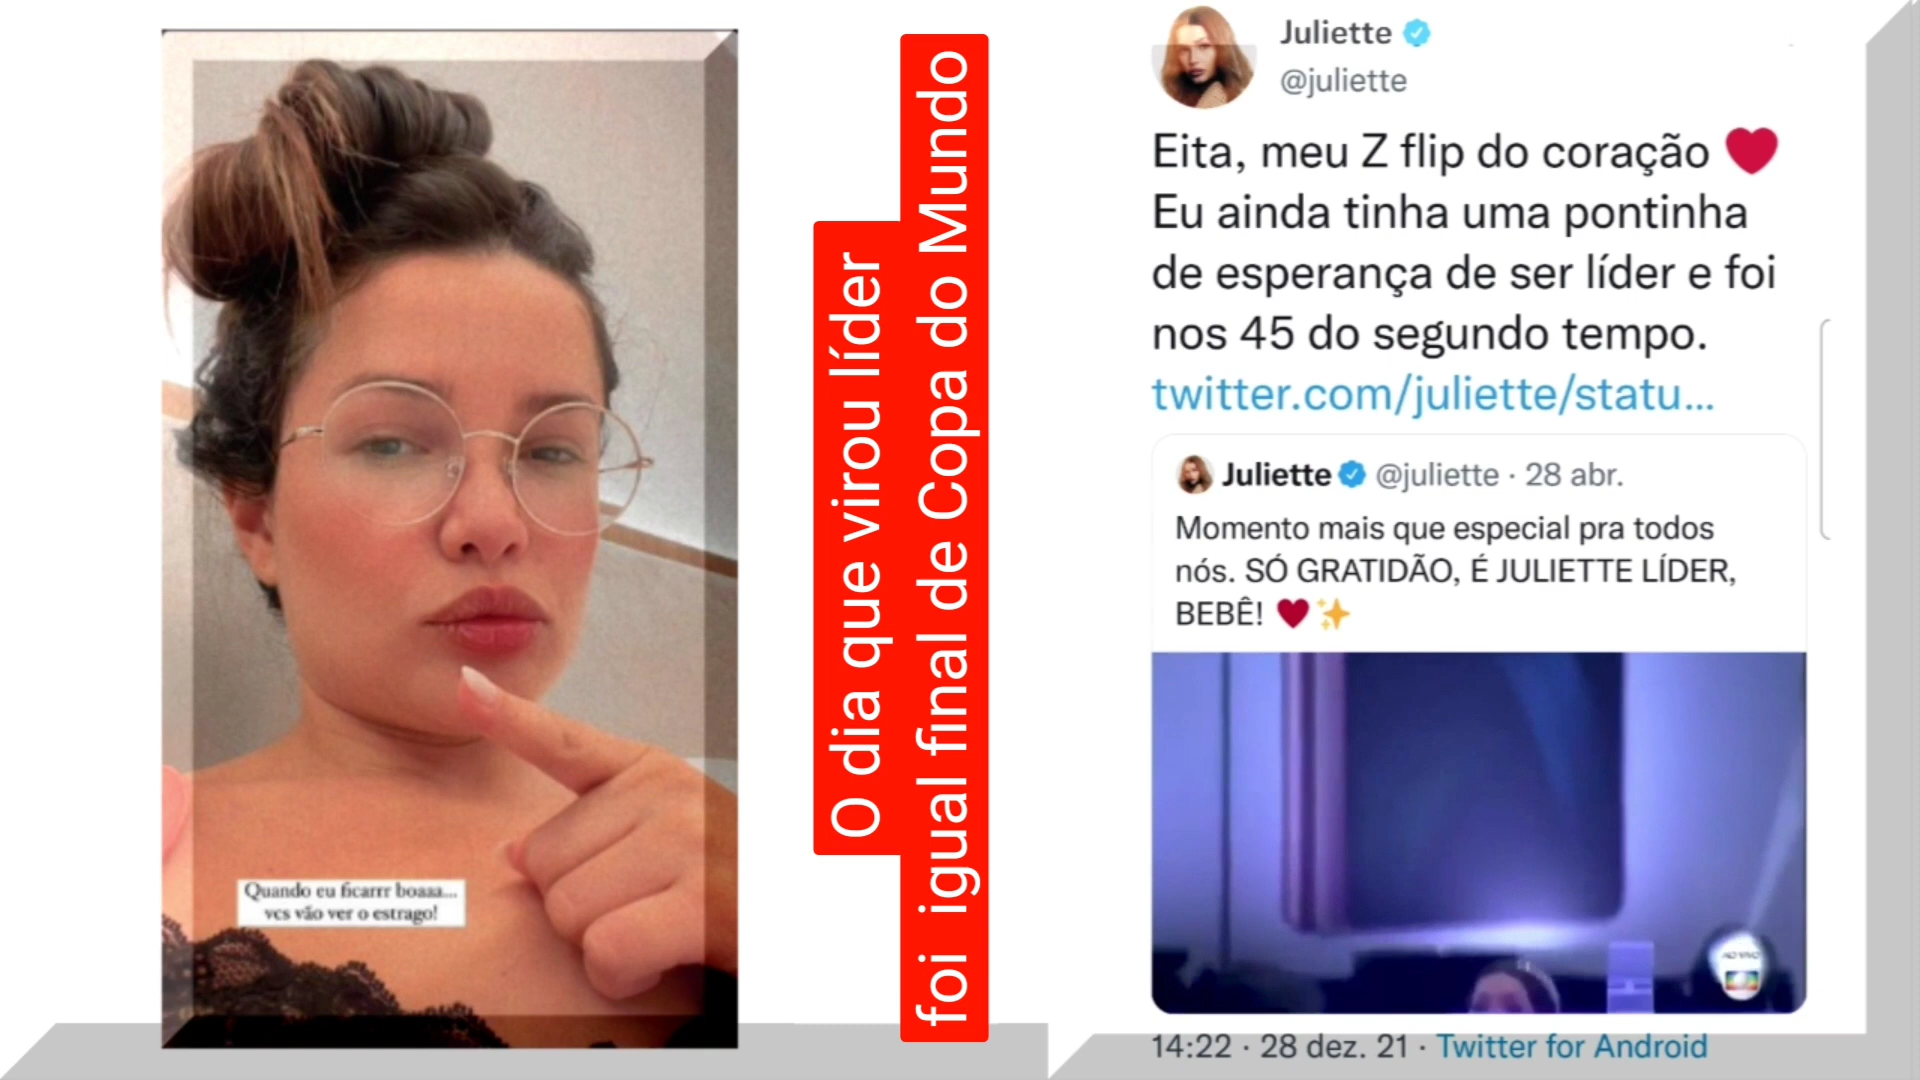 Quando eu ficarrr boaaa...
vcs vão ver o estrago!
O dia que virou líder
foi igual final de Copa do Mundo
Juliette
@juliette
Eita, meu Z flip do coração ❤️
Eu ainda tinha uma pontinha
de esperança de ser líder e foi
nos 45 do segundo tempo.
twitter.com/juliette/statu...
Juliette @juliette · 28 abr.
Momento mais que especial pra todos
nós. SÓ GRATIDÃO, É JULIETTE LÍDER,
BEBÊ! ❤️✨
AO VIVO
14:22 · 28 dez. 21 · Twitter for Android